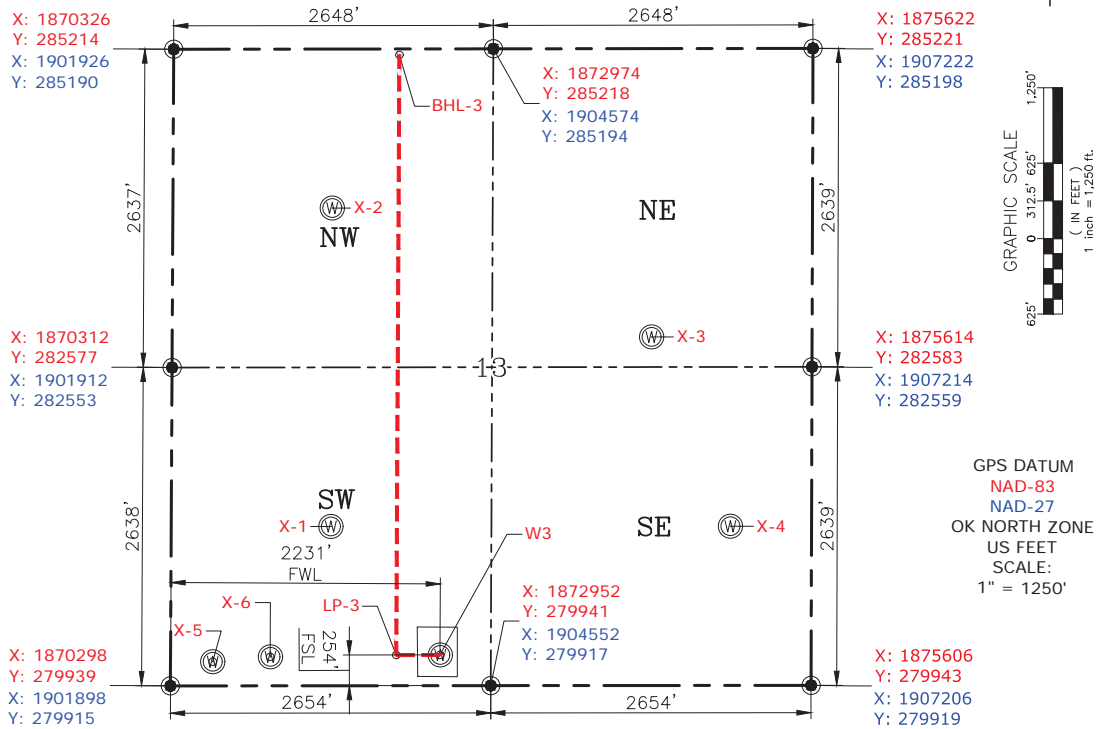 X: 1870326
Y: 285214
X: 1901926
Y: 285190
2648'
2648'
X: 1875622
Y: 285221
X: 1907222
Y: 285198
X: 1872974
Y: 285218
X: 1904574
Y: 285194
BHL-3
2637'
2639'
W
X-2
NW
NE
W
X-3
GRAPHIC SCALE
1,250'
625'
312.5'
0
625'
( IN FEET )
1 inch = 1,250 ft.
X: 1870312
Y: 282577
X: 1901912
Y: 282553
13
X: 1875614
Y: 282583
X: 1907214
Y: 282559
GPS DATUM
NAD-83
NAD-27
OK NORTH ZONE
US FEET
SCALE:
1" = 1250'
2638'
2639'
SW
SE
X-1
W
W
X-4
2231'
FWL
W3
X-6
X-5
LP-3
W
W
W
254'
FSL
X: 1872952
Y: 279941
X: 1904552
Y: 279917
X: 1870298
Y: 279939
X: 1901898
Y: 279915
X: 1875606
Y: 279943
X: 1907206
Y: 279919
2654'
2654'